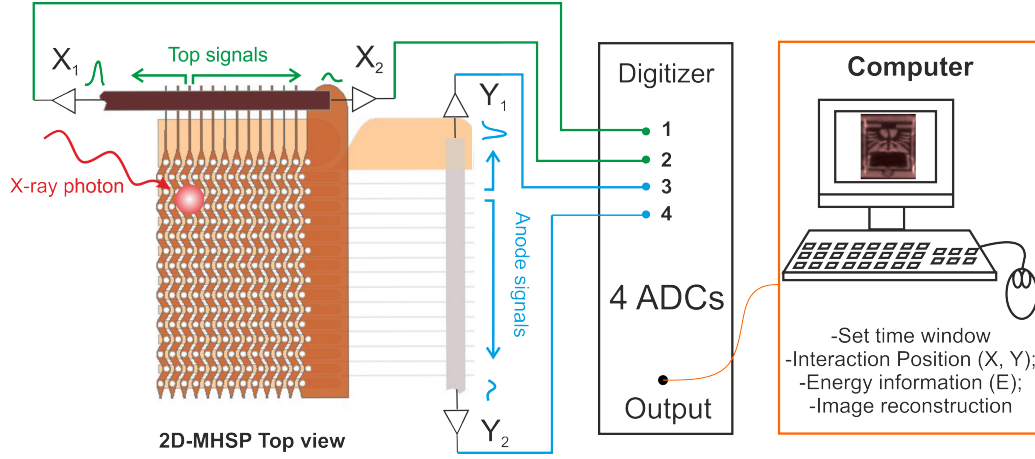 X1
Top signals
X2
Y1
X-ray photon
Anode signals
Y2
2D-MHSP Top view
Digitizer
1
2
3
4
4 ADCs
Output
Computer
-Set time window
-Interaction Position (X, Y);
-Energy information (E);
-Image reconstruction